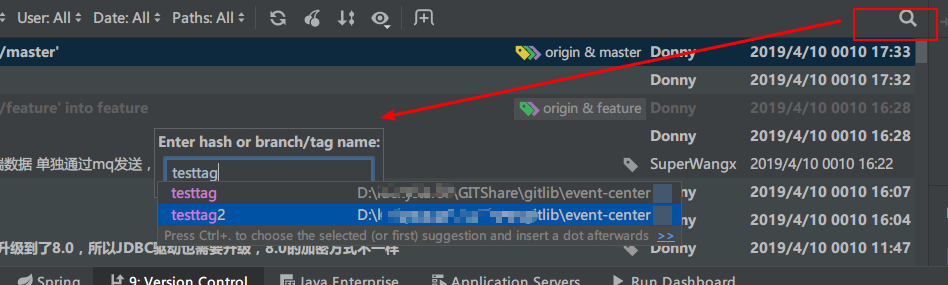 User: All Date: All Paths: All
/master' origin & master Donny 2019/4/10 0010 17:33
Donny 2019/4/10 0010 17:32
/feature' into feature origin & feature Donny 2019/4/10 0010 16:28
Donny 2019/4/10 0010 16:28
Enter hash or branch/tag name:
端数据 单独通过mq发送， SuperWangx 2019/4/10 0010 16:22
testtag
testtag D:\ \GITShare\gitlib\event-center
Donny 2019/4/10 0010 16:07
testtag2 D:\ gitlib\event-center
Donny 2019/4/10 0010 16:04
Press Ctrl+. to choose the selected (or first) suggestion and insert a dot afterwards >>
升级到了8.0，所以JDBC驱动也需要升级，8.0的加密方式不一样 Donny 2019/4/10 0010 11:47
Spring 9: Version Control Java Enterprise Application Servers Run Dashboard